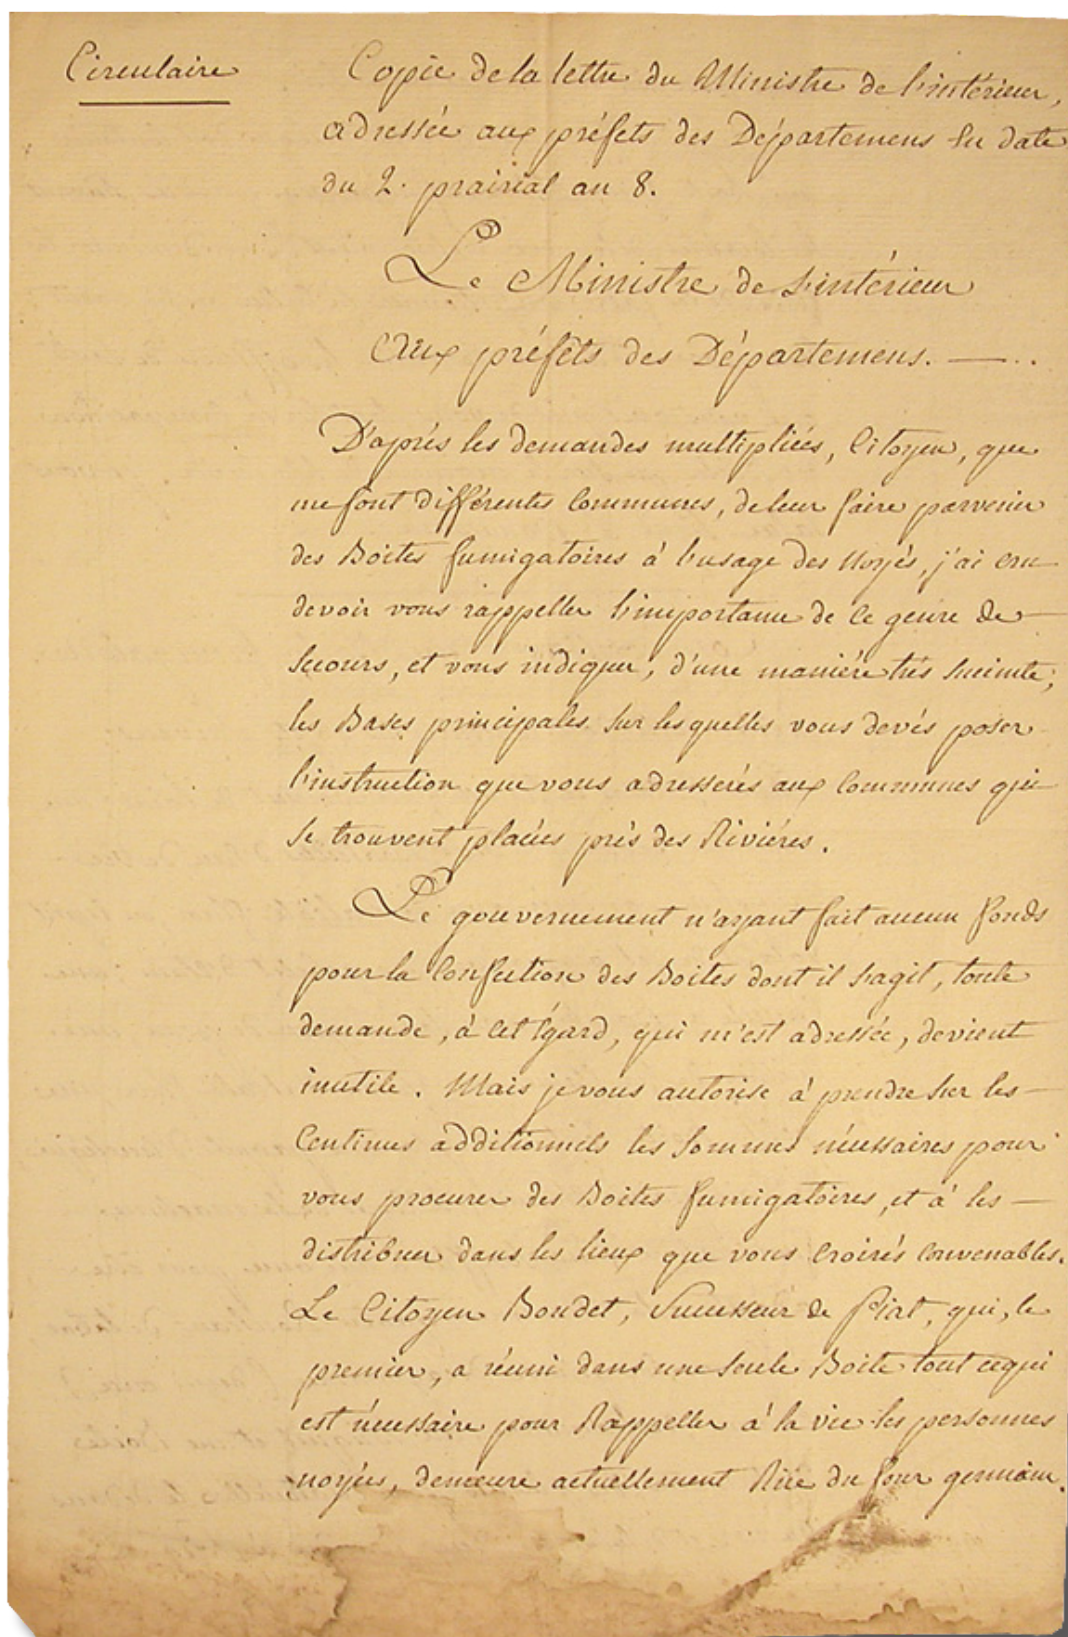 Circulaire
Copie de la lettre du Ministre de l'intérieur,
adressée aux préfets des Départemens en date
du 2. prairial an 8.
Le Ministre de l'intérieur
Aux préfets des Départemens. —..
D'après les demandes multipliées, Citoyen, que
me font différentes Communes, de leur faire parvenir
des Boites fumigatoires à l'usage des Noyés, j'ai cru —
devoir vous rappeller l'importance de ce genre de —
secours, et vous indiquer, d'une manière très succinte,
les Bases principales sur lesquelles vous devés poser
l'instruction que vous adresserés aux Communes qui —
se trouvent placées près des Rivières.
Le gouvernement n'ayant fait aucun fonds
pour la Confection des Boites dont il s'agit, toute
demande, à cet égard, qui m'est adressée, devient
inutile. Mais je vous autorise à prendre sur les —
Centimes additionnels les sommes nécessaires pour
vous procurer des Boites fumigatoires, et à les —
distribuer dans les lieux que vous croirés convenables.
Le Citoyen Boudet, Successeur de Piat, qui, le
premier, a réuni dans une seule Boite tout ce qui
est nécessaire pour Rappeller à la vie les personnes
noyées, demeure actuellement Rüe du four germain.